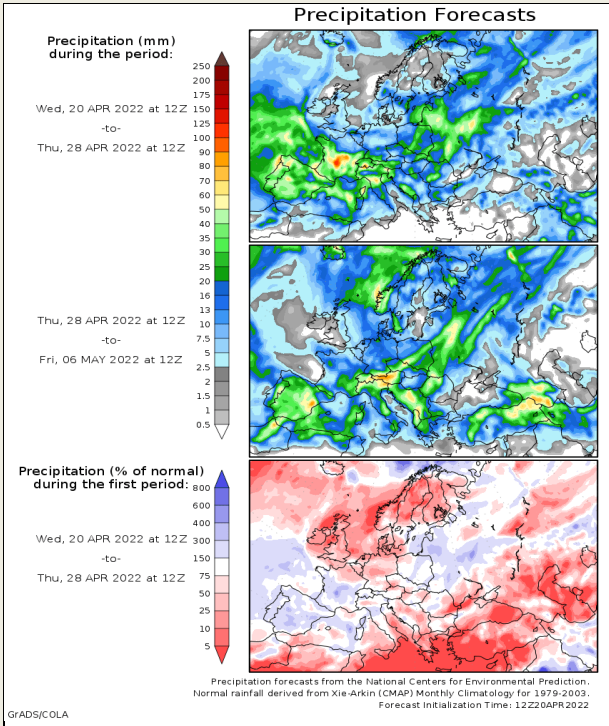 Precipitation Forecasts
Precipitation (mm)
during the period:
Wed, 20 APR 2022 at 12Z
-to-
Thu, 28 APR 2022 at 12Z
250
200
175
150
125
100
90
80
70
60
50
40
35
30
25
20
16
13
10
7.5
5
2.5
2
1.5
1
0.5
Thu, 28 APR 2022 at 12Z
-to-
Fri, 06 MAY 2022 at 12Z
Precipitation (% of normal)
during the first period:
Wed, 20 APR 2022 at 12Z
-to-
Thu, 28 APR 2022 at 12Z
800
600
400
300
150
75
50
25
10
5
Precipitation forecasts from the National Centers for Environmental Prediction.
Normal rainfall derived from Xie-Arkin (CMAP) Monthly Climatology for 1979-2003.
Forecast Initialization Time: 12Z20APR2022
GrADS/COLA